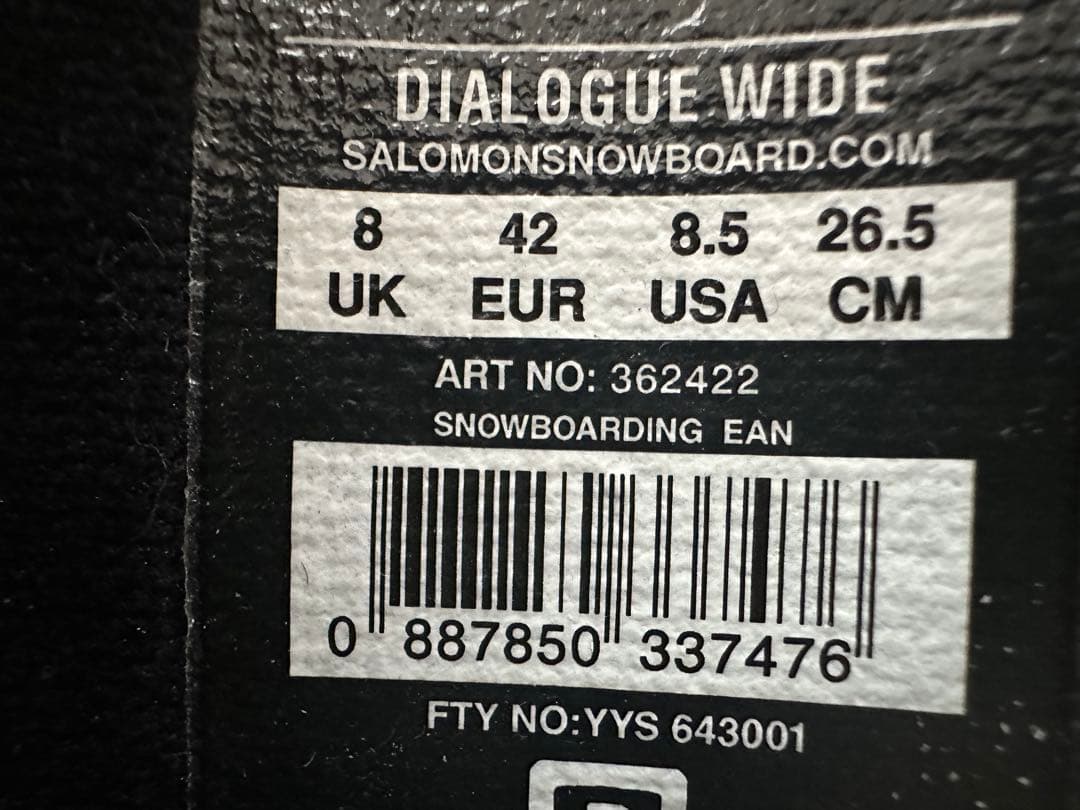 DIALOGUE WIDE
SALOMONSNOWBOARD.COM
8 42 8.5 26.5
UK EUR USA CM
ART NO: 362422
SNOWBOARDING EAN
0 887850 337476
FTY NO:YYS 643001